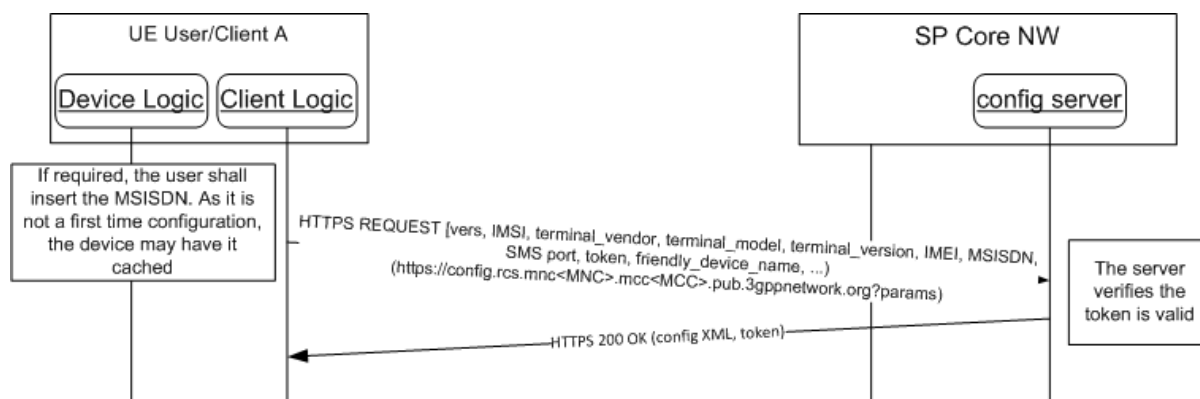 UE User/Client A
SP Core NW
Device Logic
Client Logic
config server
If required, the user shall
insert the MSISDN. As it is
not a first time configuration,
the device may have it
cached
HTTPS REQUEST [vers, IMSI, terminal_vendor, terminal_model, terminal_version, IMEI, MSISDN,
SMS port, token, friendly_device_name, ...)
(https://config.rcs.mnc<MNC>.mcc<MCC>.pub.3gppnetwork.org?params)
The server
verifies the
token is valid
HTTPS 200 OK (config XML, token)